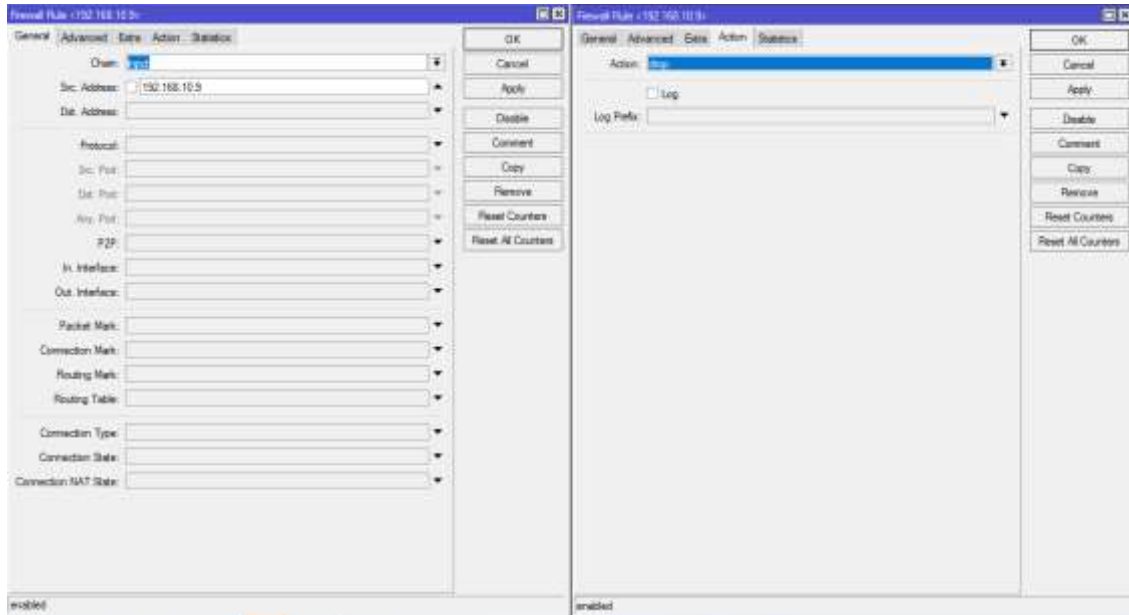 Firewall Rule <192.168.10.9>
General Advanced Extra Action Statistics
Chain: input
Src. Address: 192.168.10.9
Dst. Address:
Protocol:
Src. Port:
Dst. Port:
Any. Port:
P2P:
In. Interface:
Out. Interface:
Packet Mark:
Connection Mark:
Routing Mark:
Routing Table:
Connection Type:
Connection State:
Connection NAT State:
enabled
OK
Cancel
Apply
Disable
Comment
Copy
Remove
Reset Counters
Reset All Counters
Firewall Rule <192.168.10.9>
General Advanced Extra Action Statistics
Action: drop
Log
Log Prefix:
enabled
OK
Cancel
Apply
Disable
Comment
Copy
Remove
Reset Counters
Reset All Counters